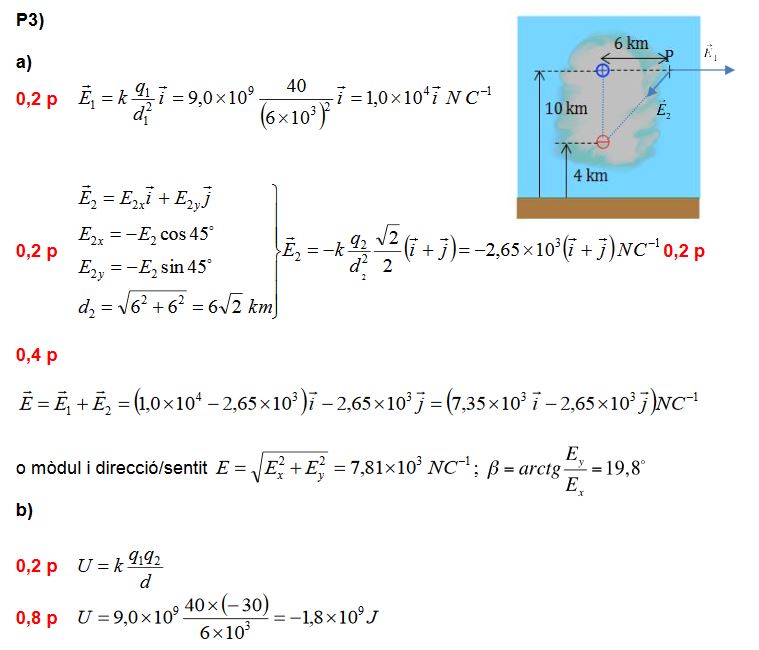 P3)
a)
0,2 p $\vec{E}_1 = k\frac{q_1}{d_1^2}\vec{i} = 9,0\times10^9\frac{40}{(6\times10^3)^2}\vec{i} = 1,0\times10^4\vec{i}\ N\,C^{-1}$
6 km
P
$\vec{E}_1$
$\vec{E}_2$
10 km
4 km
$\vec{E}_2 = E_{2x}\vec{i} + E_{2y}\vec{j}$
$E_{2x} = -E_2\cos 45^\circ$
$E_{2y} = -E_2\sin 45^\circ$
$d_2 = \sqrt{6^2+6^2} = 6\sqrt{2}\ km$
0,2 p $\vec{E}_2 = -k\frac{q_2}{d_2^2}\frac{\sqrt{2}}{2}(\vec{i}+\vec{j}) = -2,65\times10^3(\vec{i}+\vec{j})NC^{-1}$ 0,2 p
0,4 p
$\vec{E} = \vec{E}_1 + \vec{E}_2 = (1,0\times10^4 - 2,65\times10^3)\vec{i} - 2,65\times10^3\vec{j} = (7,35\times10^3\vec{i} - 2,65\times10^3\vec{j})NC^{-1}$
o mòdul i direcció/sentit $E = \sqrt{E_x^2+E_y^2} = 7,81\times10^3\ NC^{-1}$; $\beta = arctg\frac{E_y}{E_x} = 19,8^\circ$
b)
0,2 p $U = k\frac{q_1q_2}{d}$
0,8 p $U = 9,0\times10^9\frac{40\times(-30)}{6\times10^3} = -1,8\times10^9 J$